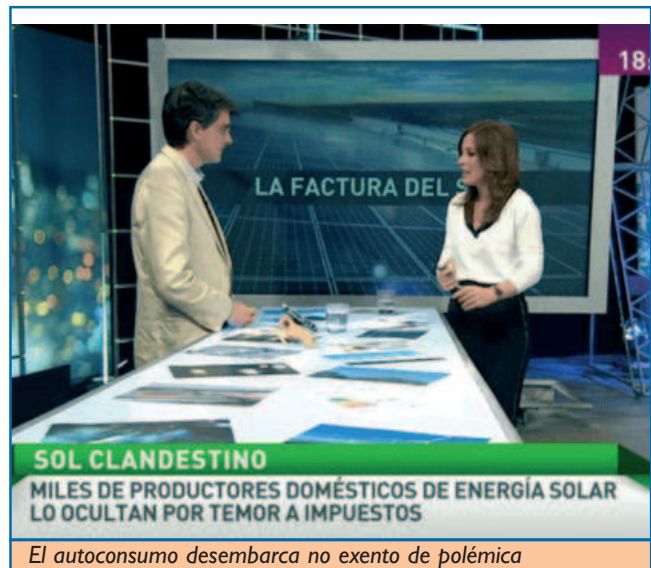 18:
LA FACTURA DEL S
SOL CLANDESTINO
MILES DE PRODUCTORES DOMÉSTICOS DE ENERGÍA SOLAR
LO OCULTAN POR TEMOR A IMPUESTOS
El autoconsumo desembarca no exento de polémica